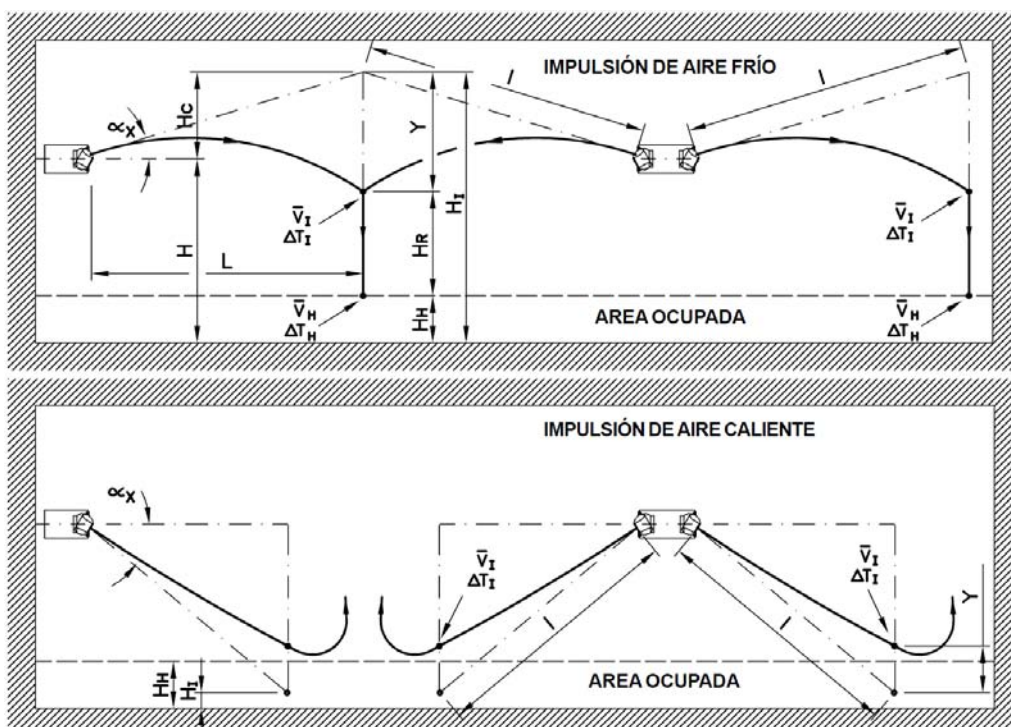 IMPULSIÓN DE AIRE FRÍO
l
l
HC
αX
Y
HI
V̄I
ΔTI
V̄I
ΔTI
H
HR
L
V̄H
ΔTH
HH
AREA OCUPADA
V̄H
ΔTH
IMPULSIÓN DE AIRE CALIENTE
αX
V̄I
ΔTI
V̄I
ΔTI
l
l
Y
HH
HI
AREA OCUPADA